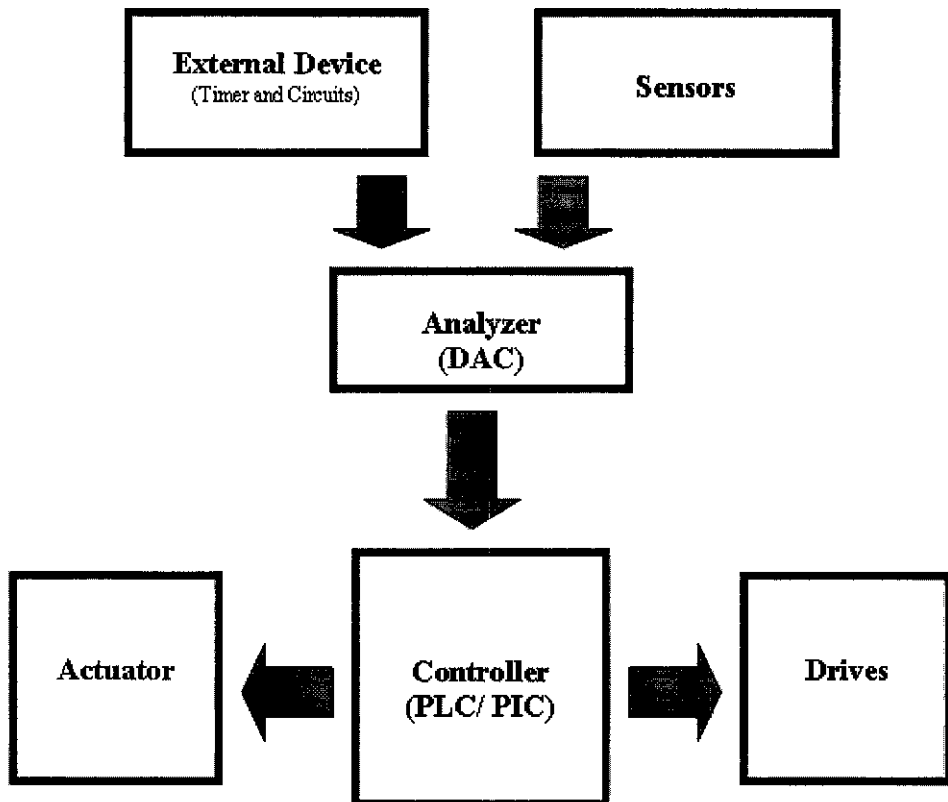 External Device
(Timer and Circuits)
Sensors
Analyzer
(DAC)
Actuator
Controller
(PLC/ PIC)
Drives